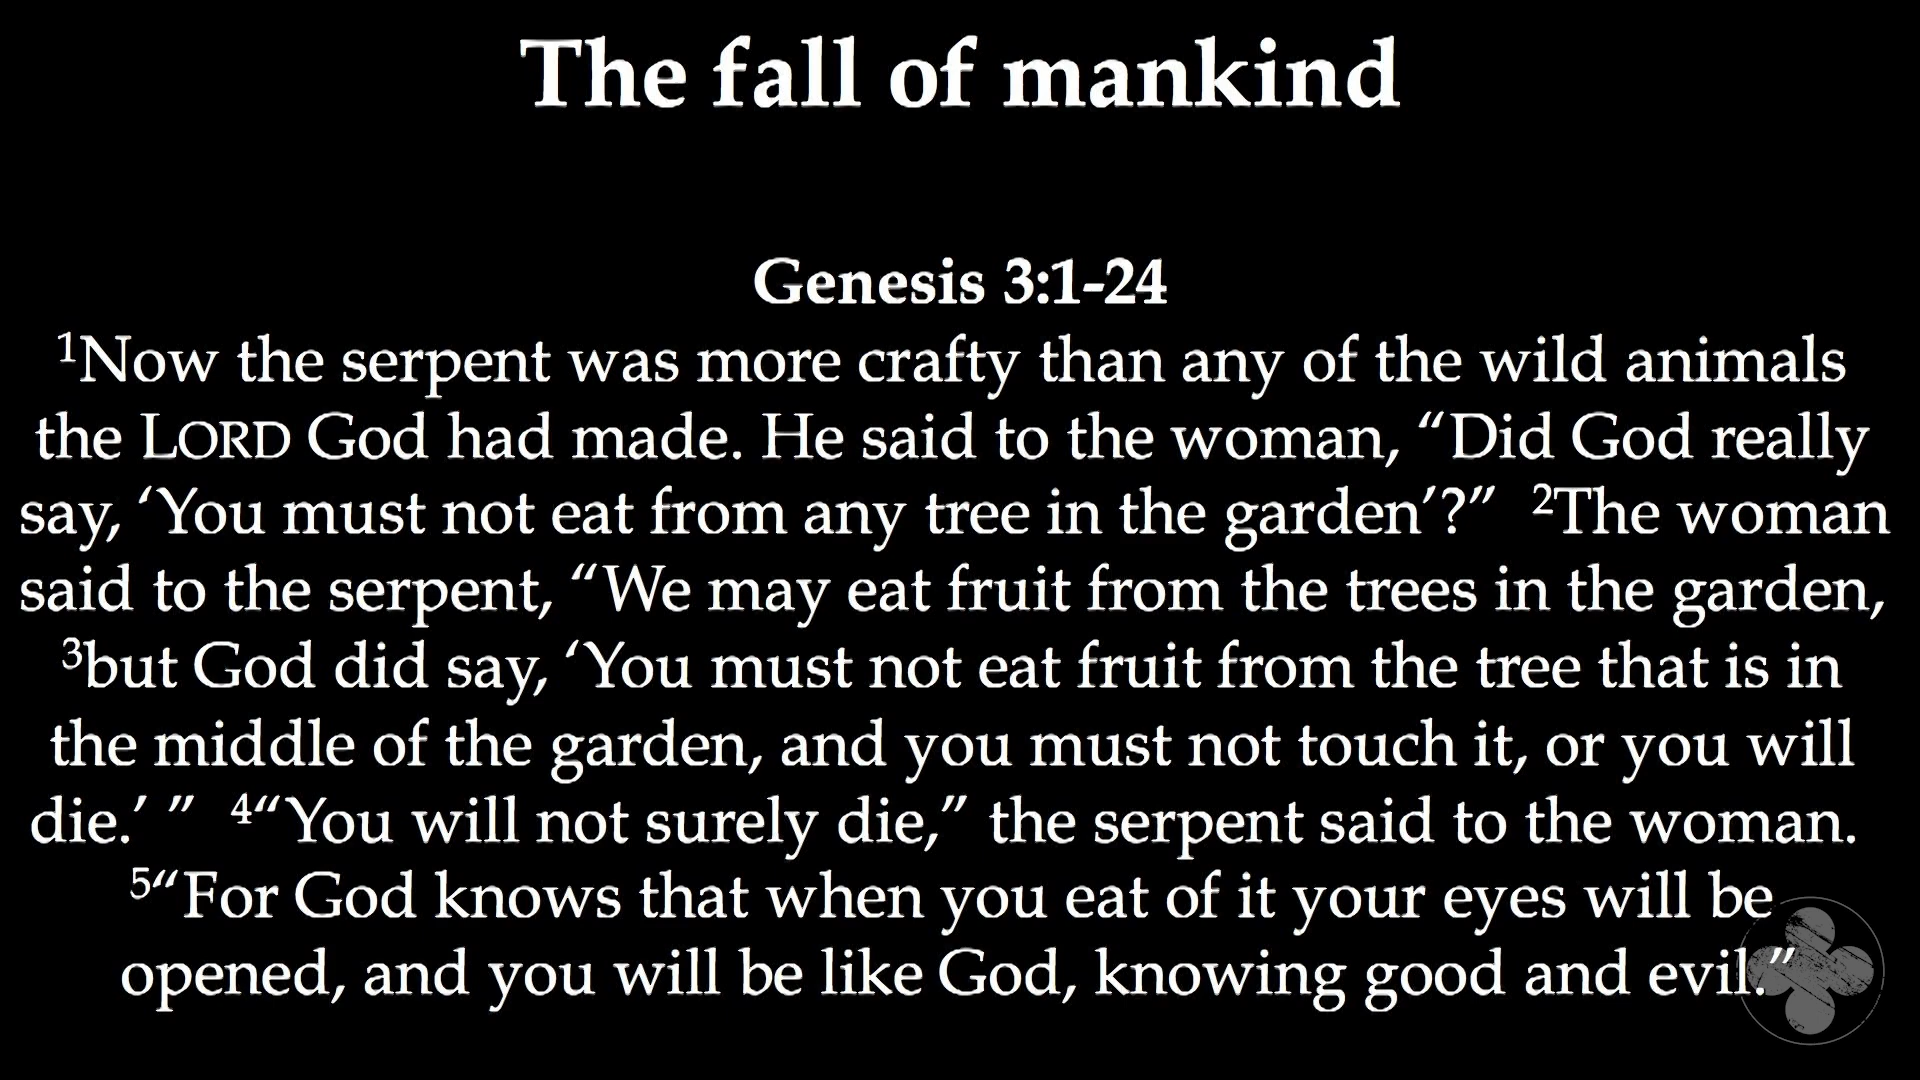 The fall of mankind
Genesis 3:1-24
¹Now the serpent was more crafty than any of the wild animals
the LORD God had made. He said to the woman, “Did God really
say, ‘You must not eat from any tree in the garden’?” ²The woman
said to the serpent, “We may eat fruit from the trees in the garden,
³but God did say, ‘You must not eat fruit from the tree that is in
the middle of the garden, and you must not touch it, or you will
die.’ ” ⁴“You will not surely die,” the serpent said to the woman.
⁵“For God knows that when you eat of it your eyes will be
opened, and you will be like God, knowing good and evil.”